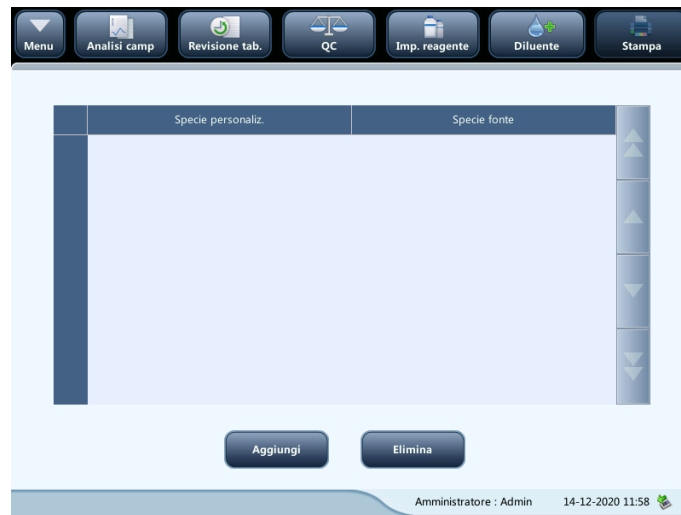 Menu
Analisi camp
Revisione tab.
QC
Imp. reagente
Diluente
Stampa
Specie personaliz.
Specie fonte
Aggiungi
Elimina
Amministratore : Admin
14-12-2020 11:58